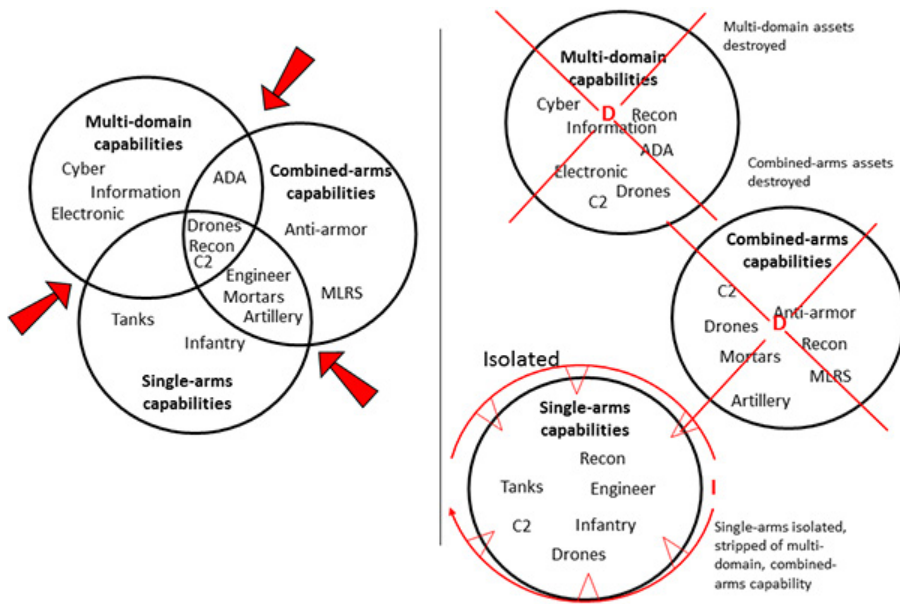 Multi-domain
capabilities
Cyber
Information
Electronic
ADA
Combined-arms
capabilities
Anti-armor
MLRS
Drones
Recon
C2
Engineer
Mortars
Artillery
Tanks
Infantry
Single-arms
capabilities
Multi-domain assets
destroyed
Multi-domain
capabilities
Cyber
D
Recon
Information
ADA
Electronic
Drones
C2
Combined-arms assets
destroyed
Combined-arms
capabilities
C2
Anti-armor
Drones
D
Recon
Mortars
MLRS
Artillery
Isolated
Single-arms
capabilities
Recon
Tanks
Engineer
I
C2
Infantry
Drones
Single-arms isolated,
stripped of multi-
domain, combined-
arms capability